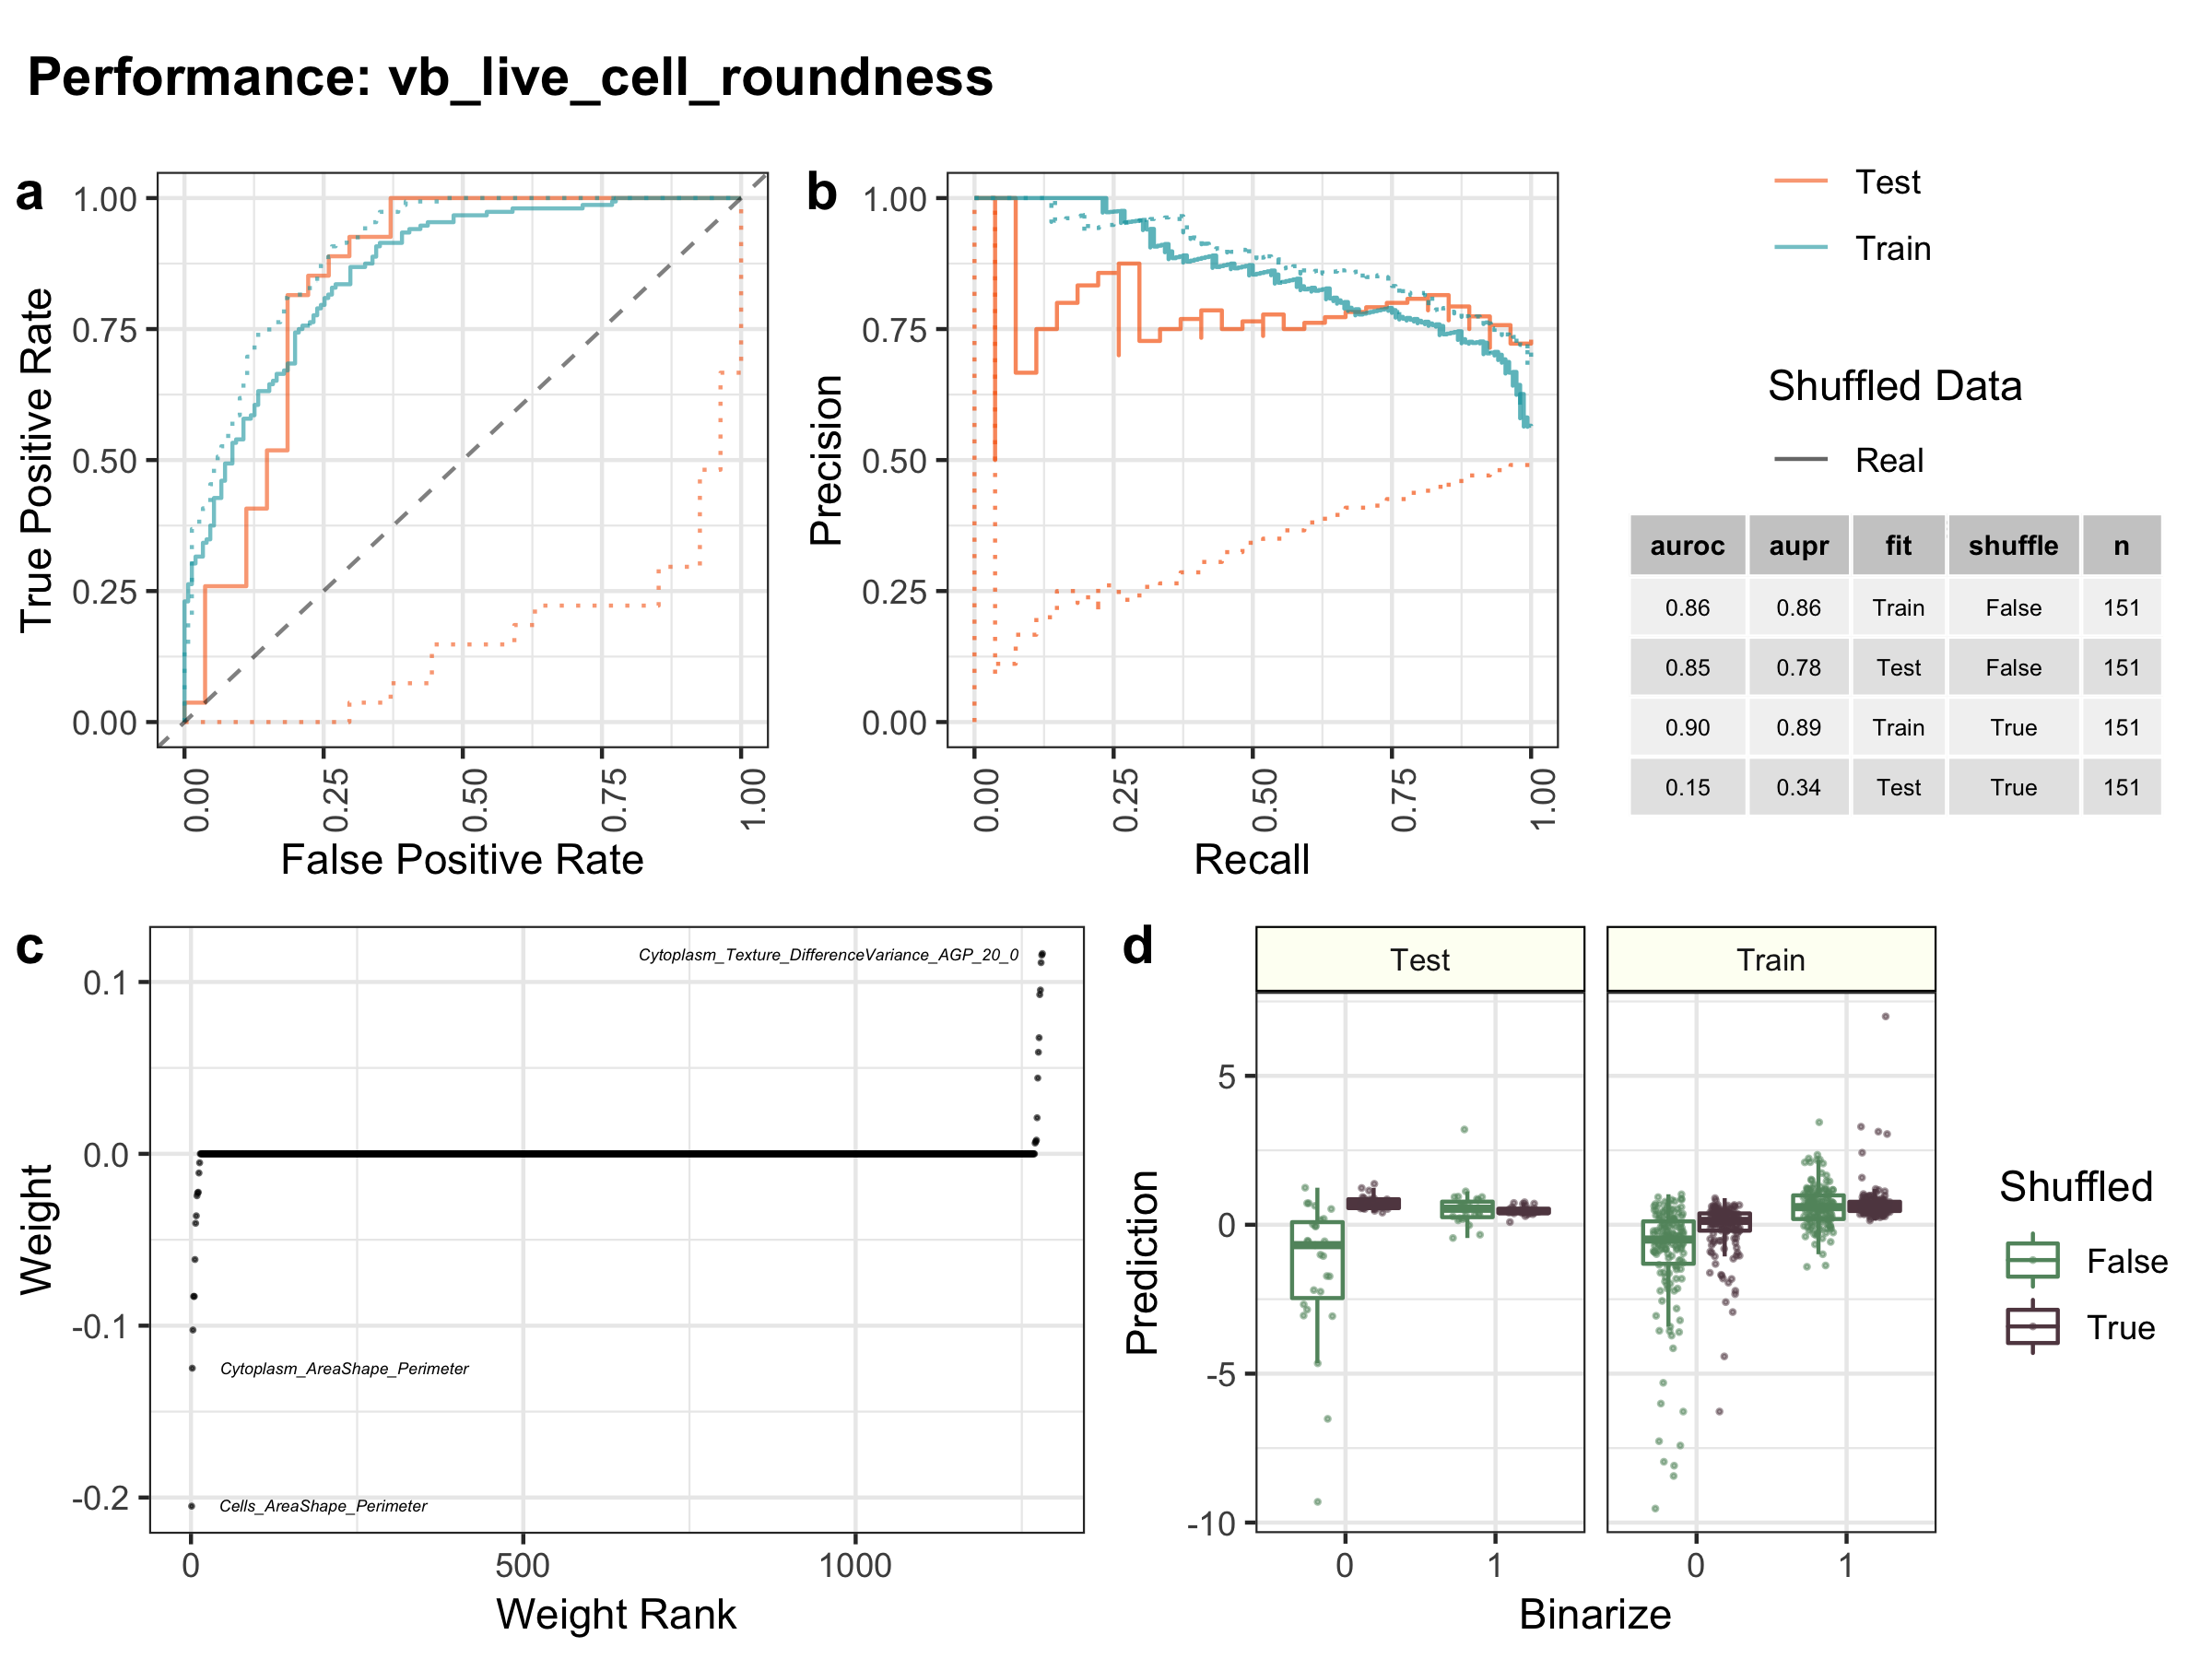 Performance: vb_live_cell_roundness
a
1.00
0.75
0.50
0.25
0.00
True Positive Rate
0.00
0.25
0.50
0.75
1.00
False Positive Rate
b
1.00
0.75
0.50
0.25
0.00
Precision
0.00
0.25
0.50
0.75
1.00
Recall
Test
Train
Shuffled Data
Real
auroc aupr fit shuffle n
0.86 0.86 Train False 151
0.85 0.78 Test False 151
0.90 0.89 Train True 151
0.15 0.34 Test True 151
c
0.1
0.0
-0.1
-0.2
Weight
Cytoplasm_Texture_DifferenceVariance_AGP_20_0
Cytoplasm_AreaShape_Perimeter
Cells_AreaShape_Perimeter
0
500
1000
Weight Rank
d
Test
Train
5
0
-5
-10
Prediction
0
1
0
1
Binarize
Shuffled
False
True